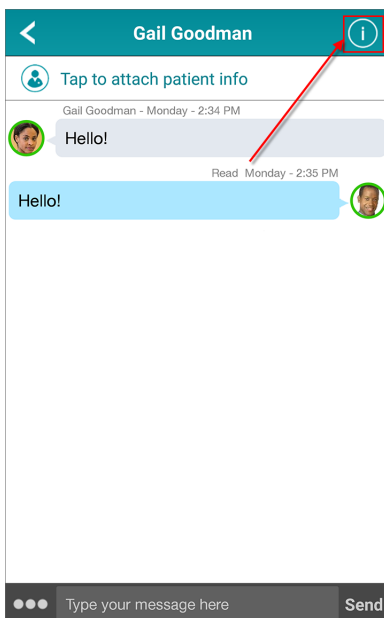 Gail Goodman
Tap to attach patient info
Gail Goodman - Monday - 2:34 PM
Hello!
Read Monday - 2:35 PM
Hello!
Type your message here
Send